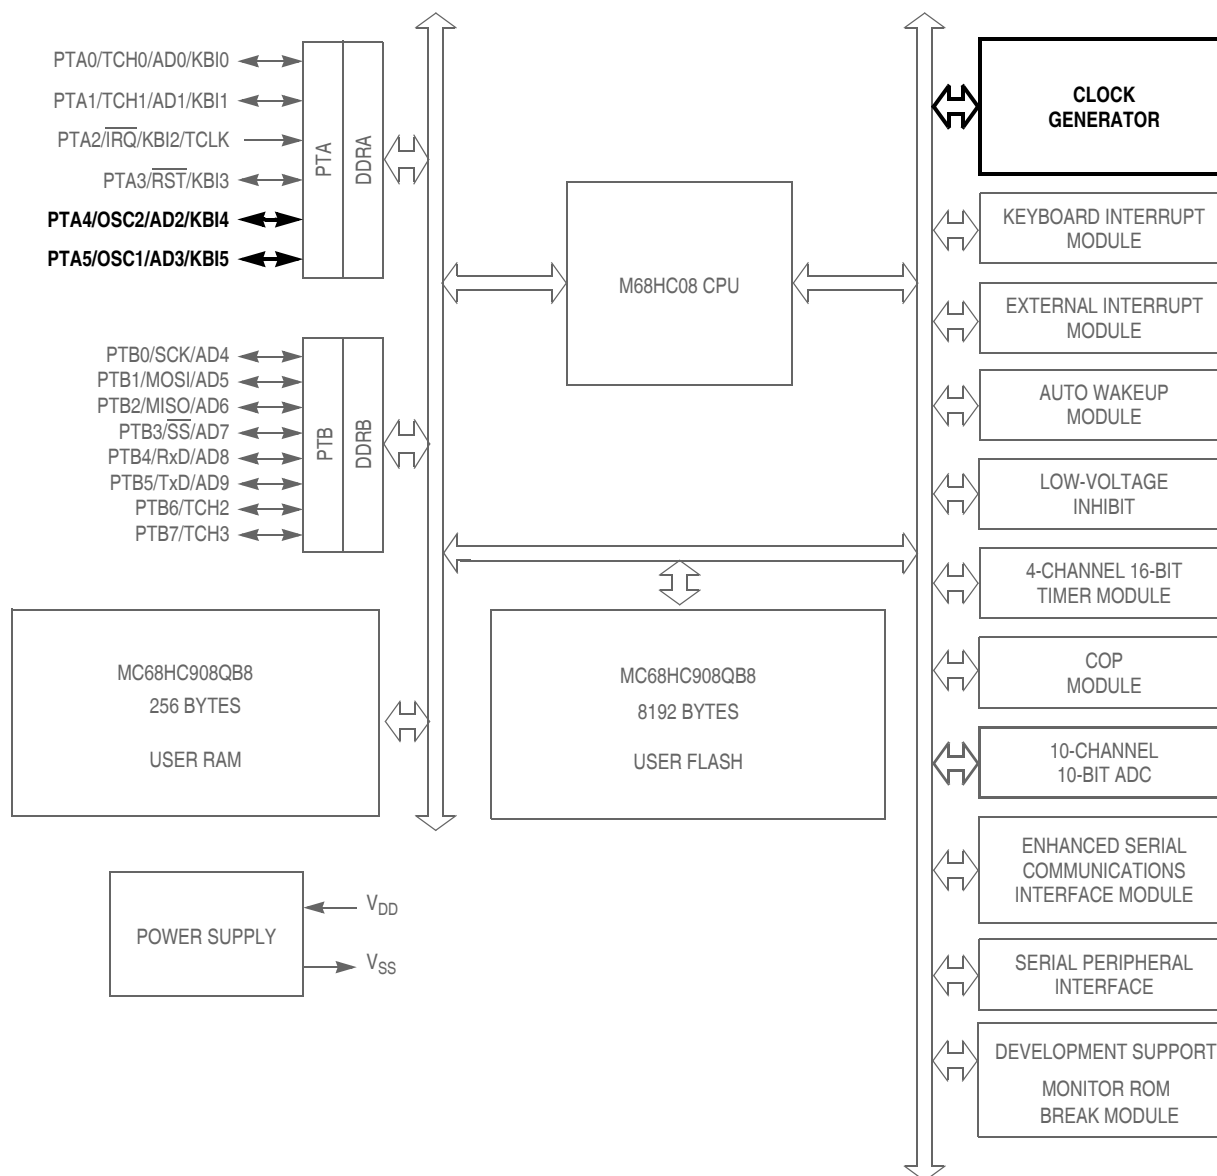 PTA0/TCH0/AD0/KBI0
PTA1/TCH1/AD1/KBI1
PTA2/IRQ/KBI2/TCLK
PTA3/RST/KBI3
PTA4/OSC2/AD2/KBI4
PTA5/OSC1/AD3/KBI5
PTA
DDRA
PTB0/SCK/AD4
PTB1/MOSI/AD5
PTB2/MISO/AD6
PTB3/SS/AD7
PTB4/RxD/AD8
PTB5/TxD/AD9
PTB6/TCH2
PTB7/TCH3
PTB
DDRB
M68HC08 CPU
MC68HC908QB8
256 BYTES
USER RAM
MC68HC908QB8
8192 BYTES
USER FLASH
POWER SUPPLY
VDD
VSS
CLOCK
GENERATOR
KEYBOARD INTERRUPT
MODULE
EXTERNAL INTERRUPT
MODULE
AUTO WAKEUP
MODULE
LOW-VOLTAGE
INHIBIT
4-CHANNEL 16-BIT
TIMER MODULE
COP
MODULE
10-CHANNEL
10-BIT ADC
ENHANCED SERIAL
COMMUNICATIONS
INTERFACE MODULE
SERIAL PERIPHERAL
INTERFACE
DEVELOPMENT SUPPORT
MONITOR ROM
BREAK MODULE